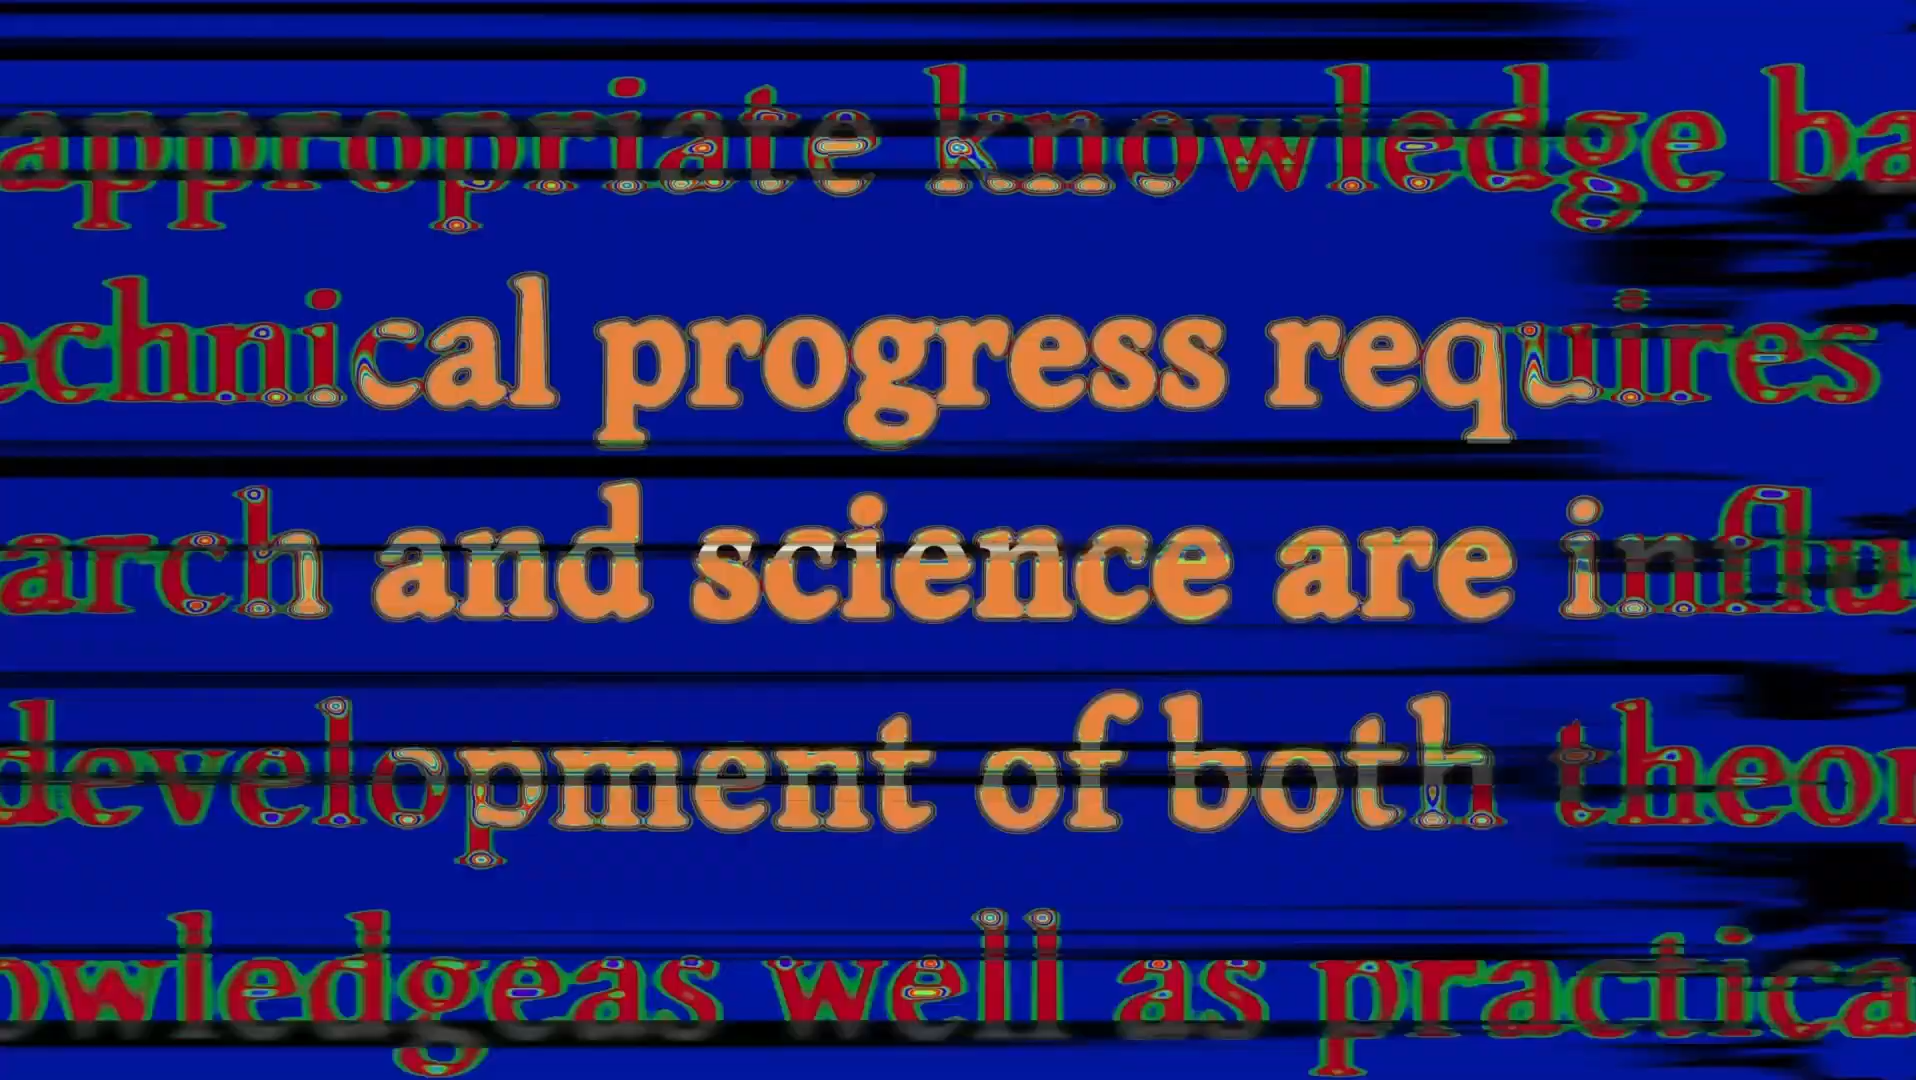 appropriate knowledge ba
echnical progress requires
arch and science are influ
development of both theor
owledgeas well as practica